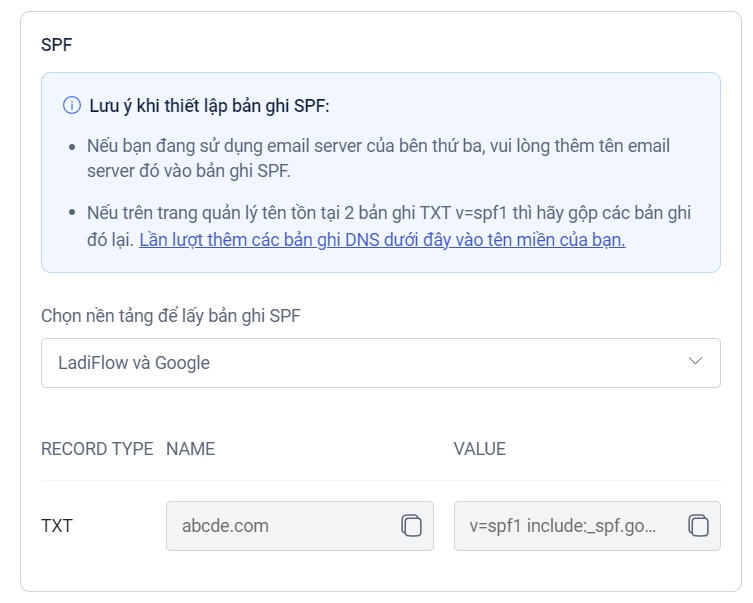 SPF
Lưu ý khi thiết lập bản ghi SPF:
Nếu bạn đang sử dụng email server của bên thứ ba, vui lòng thêm tên email
server đó vào bản ghi SPF.
Nếu trên trang quản lý tên tồn tại 2 bản ghi TXT v=spf1 thì hãy gộp các bản ghi
đó lại. Lần lượt thêm các bản ghi DNS dưới đây vào tên miền của bạn.
Chọn nền tảng để lấy bản ghi SPF
LadiFlow và Google
RECORD TYPE NAME VALUE
TXT abcde.com v=spf1 include:_spf.go...